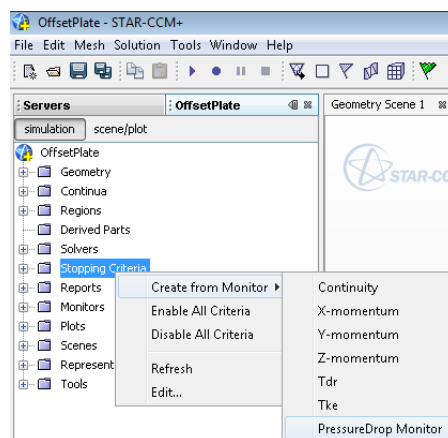 OffsetPlate - STAR-CCM+
File Edit Mesh Solution Tools Window Help
Servers OffsetPlate Geometry Scene 1
simulation scene/plot
OffsetPlate
Geometry
Continua
Regions
Derived Parts
Solvers
Stopping Criteria
Reports
Monitors
Plots
Scenes
Represent
Tools
Create from Monitor
Enable All Criteria
Disable All Criteria
Refresh
Edit...
Continuity
X-momentum
Y-momentum
Z-momentum
Tdr
Tke
PressureDrop Monitor
STAR-CC